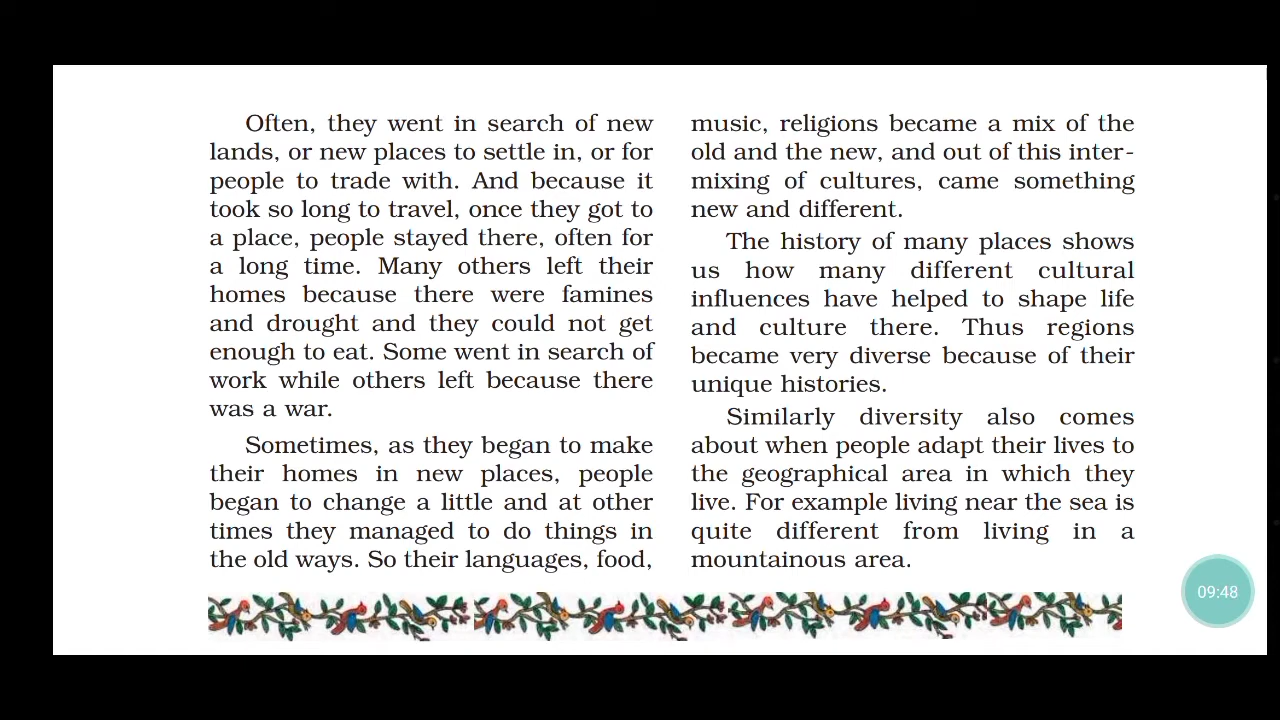 Often, they went in search of new
lands, or new places to settle in, or for
people to trade with. And because it
took so long to travel, once they got to
a place, people stayed there, often for
a long time. Many others left their
homes because there were famines
and drought and they could not get
enough to eat. Some went in search of
work while others left because there
was a war.
Sometimes, as they began to make
their homes in new places, people
began to change a little and at other
times they managed to do things in
the old ways. So their languages, food,
music, religions became a mix of the
old and the new, and out of this inter-
mixing of cultures, came something
new and different.
The history of many places shows
us how many different cultural
influences have helped to shape life
and culture there. Thus regions
became very diverse because of their
unique histories.
Similarly diversity also comes
about when people adapt their lives to
the geographical area in which they
live. For example living near the sea is
quite different from living in a
mountainous area.
09:48